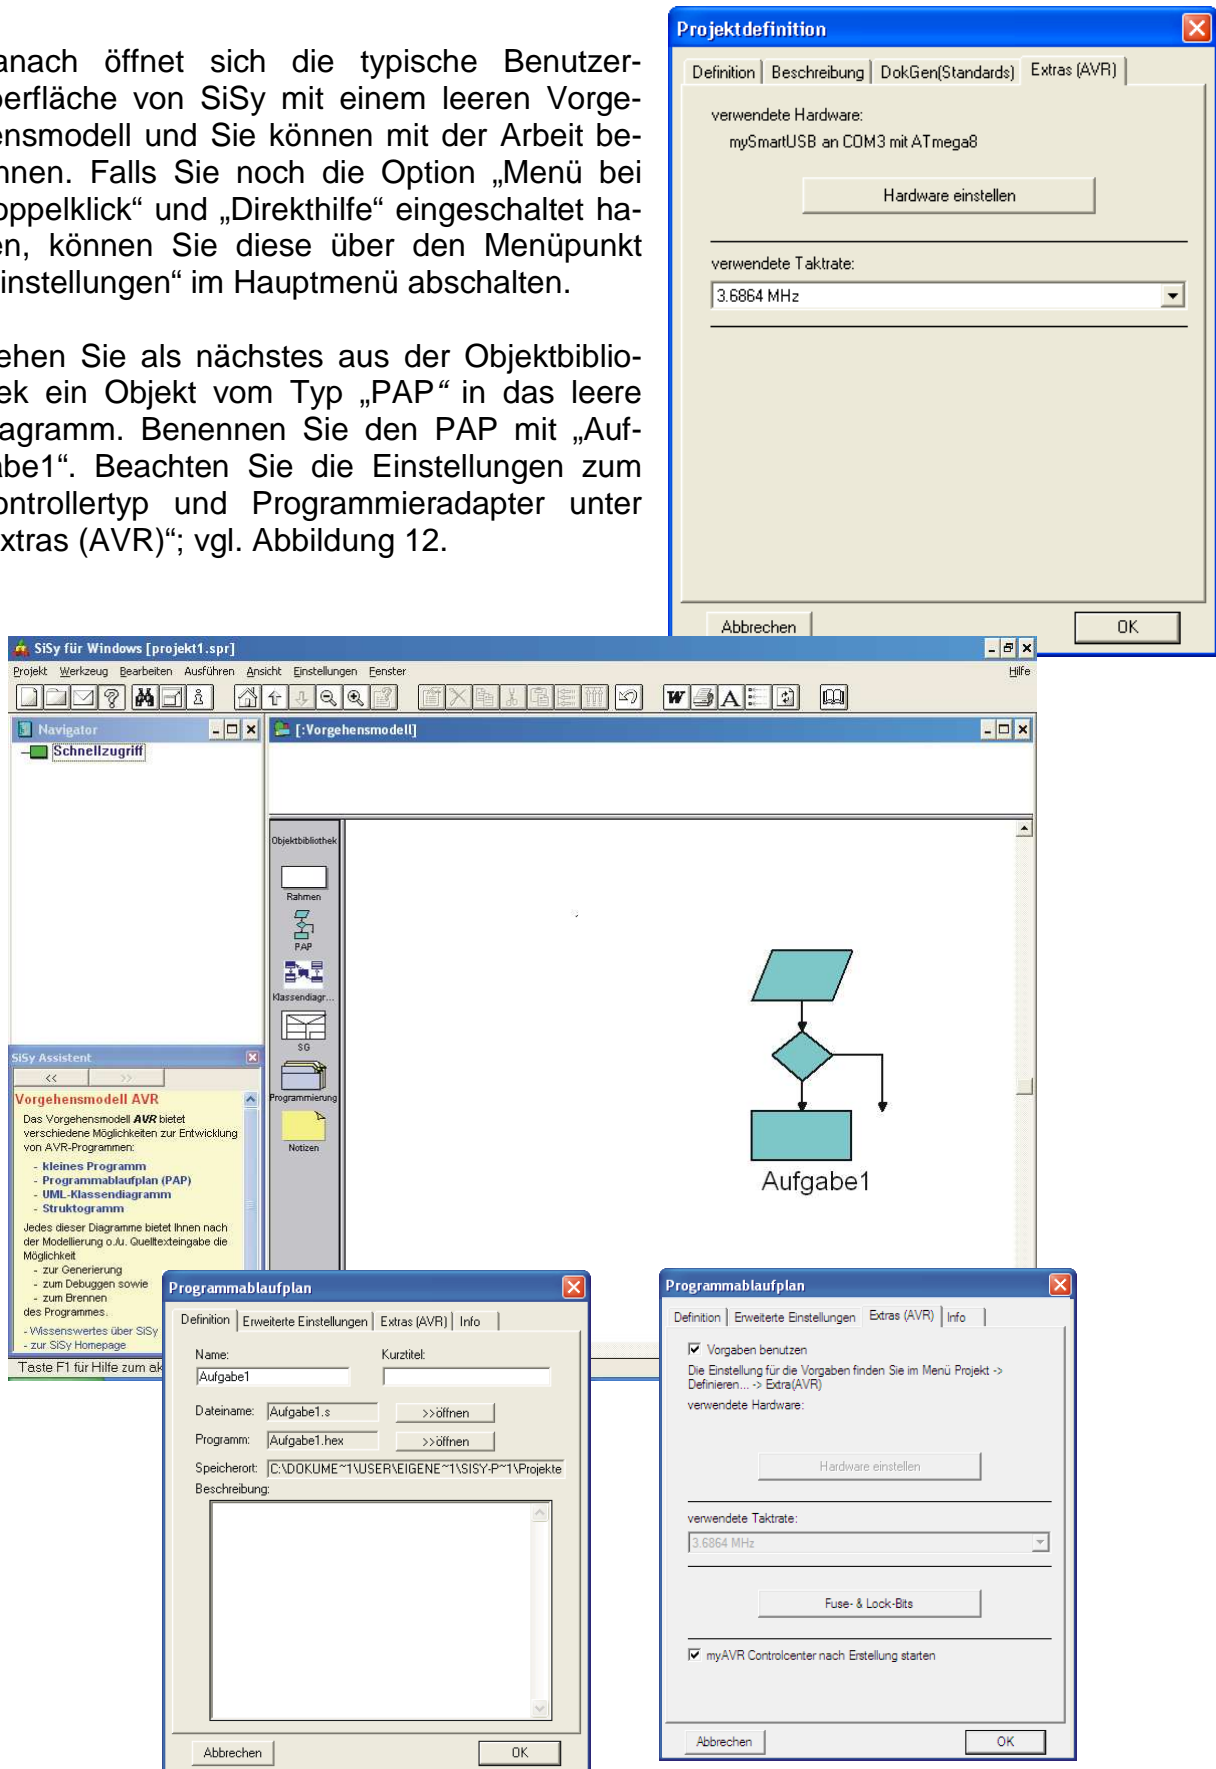 anach öffnet sich die typische Benutzer-
erfläche von SiSy mit einem leeren Vorge-
ensmodell und Sie können mit der Arbeit be-
nnen. Falls Sie noch die Option „Menü bei
oppelklick“ und „Direkthilfe“ eingeschaltet ha-
en, können Sie diese über den Menüpunkt
instellungen“ im Hauptmenü abschalten.
ehen Sie als nächstes aus der Objektbiblio-
ek ein Objekt vom Typ „PAP“ in das leere
agramm. Benennen Sie den PAP mit „Auf-
abe1“. Beachten Sie die Einstellungen zum
ontrollertyp und Programmieradapter unter
xtras (AVR)“; vgl. Abbildung 12.
Projektdefinition
Definition Beschreibung DokGen(Standards) Extras (AVR)
verwendete Hardware:
mySmartUSB an COM3 mit ATmega8
Hardware einstellen
verwendete Taktrate:
3.6864 MHz
Abbrechen OK
SiSy für Windows [projekt1.spr]
Projekt Werkzeug Bearbeiten Ausführen Ansicht Einstellungen Fenster Hilfe
Navigator
Schnellzugriff
[:Vorgehensmodell]
Objektbibliothek
Rahmen
PAP
Klassendiagr...
SG
Programmierung
Notizen
Aufgabe1
SiSy Assistent
<< >>
Vorgehensmodell AVR
Das Vorgehensmodell AVR bietet
verschiedene Möglichkeiten zur Entwicklung
von AVR-Programmen:
- kleines Programm
- Programmablaufplan (PAP)
- UML-Klassendiagramm
- Struktogramm
Jedes dieser Diagramme bietet Ihnen nach
der Modellierung o./u. Quelltexteingabe die
Möglichkeit
- zur Generierung
- zum Debuggen sowie
- zum Brennen
des Programmes.
- Wissenswertes über SiSy
- zur SiSy Homepage
Taste F1 für Hilfe zum ak
Programmablaufplan
Definition Erweiterte Einstellungen Extras (AVR) Info
Name: Kurztitel:
Aufgabe1
Dateiname: Aufgabe1.s >>öffnen
Programm: Aufgabe1.hex >>öffnen
Speicherort: C:\DOKUME~1\USER\EIGENE~1\SISY-P~1\Projekte
Beschreibung:
Abbrechen OK
Programmablaufplan
Definition Erweiterte Einstellungen Extras (AVR) Info
Vorgaben benutzen
Die Einstellung für die Vorgaben finden Sie im Menü Projekt ->
Definieren... -> Extra(AVR)
verwendete Hardware:
Hardware einstellen
verwendete Taktrate:
3.6864 MHz
Fuse- & Lock-Bits
myAVR Controlcenter nach Erstellung starten
Abbrechen OK